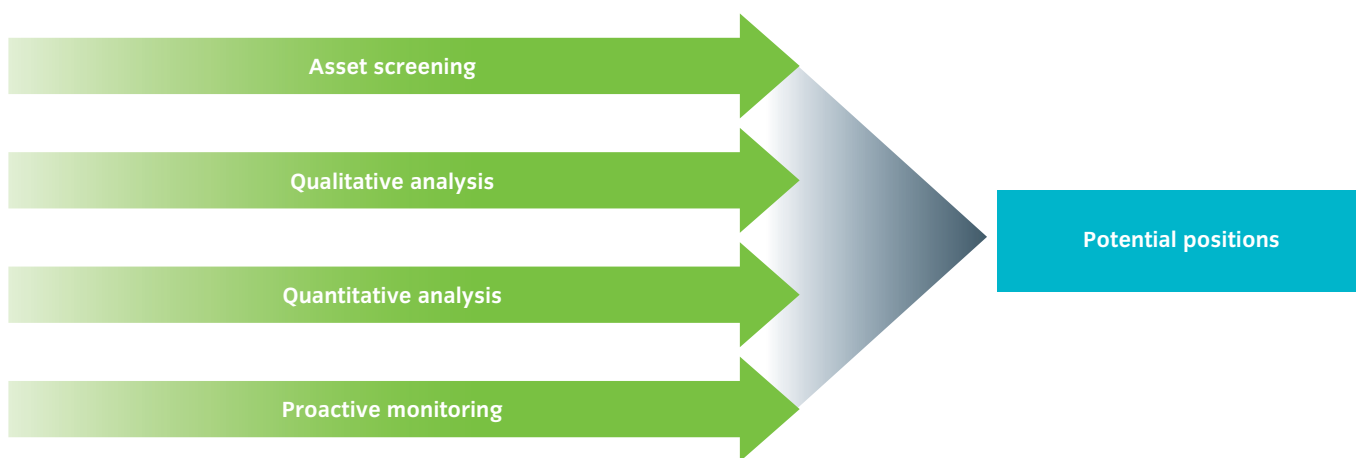 Asset screening
Qualitative analysis
Quantitative analysis
Proactive monitoring
Potential positions